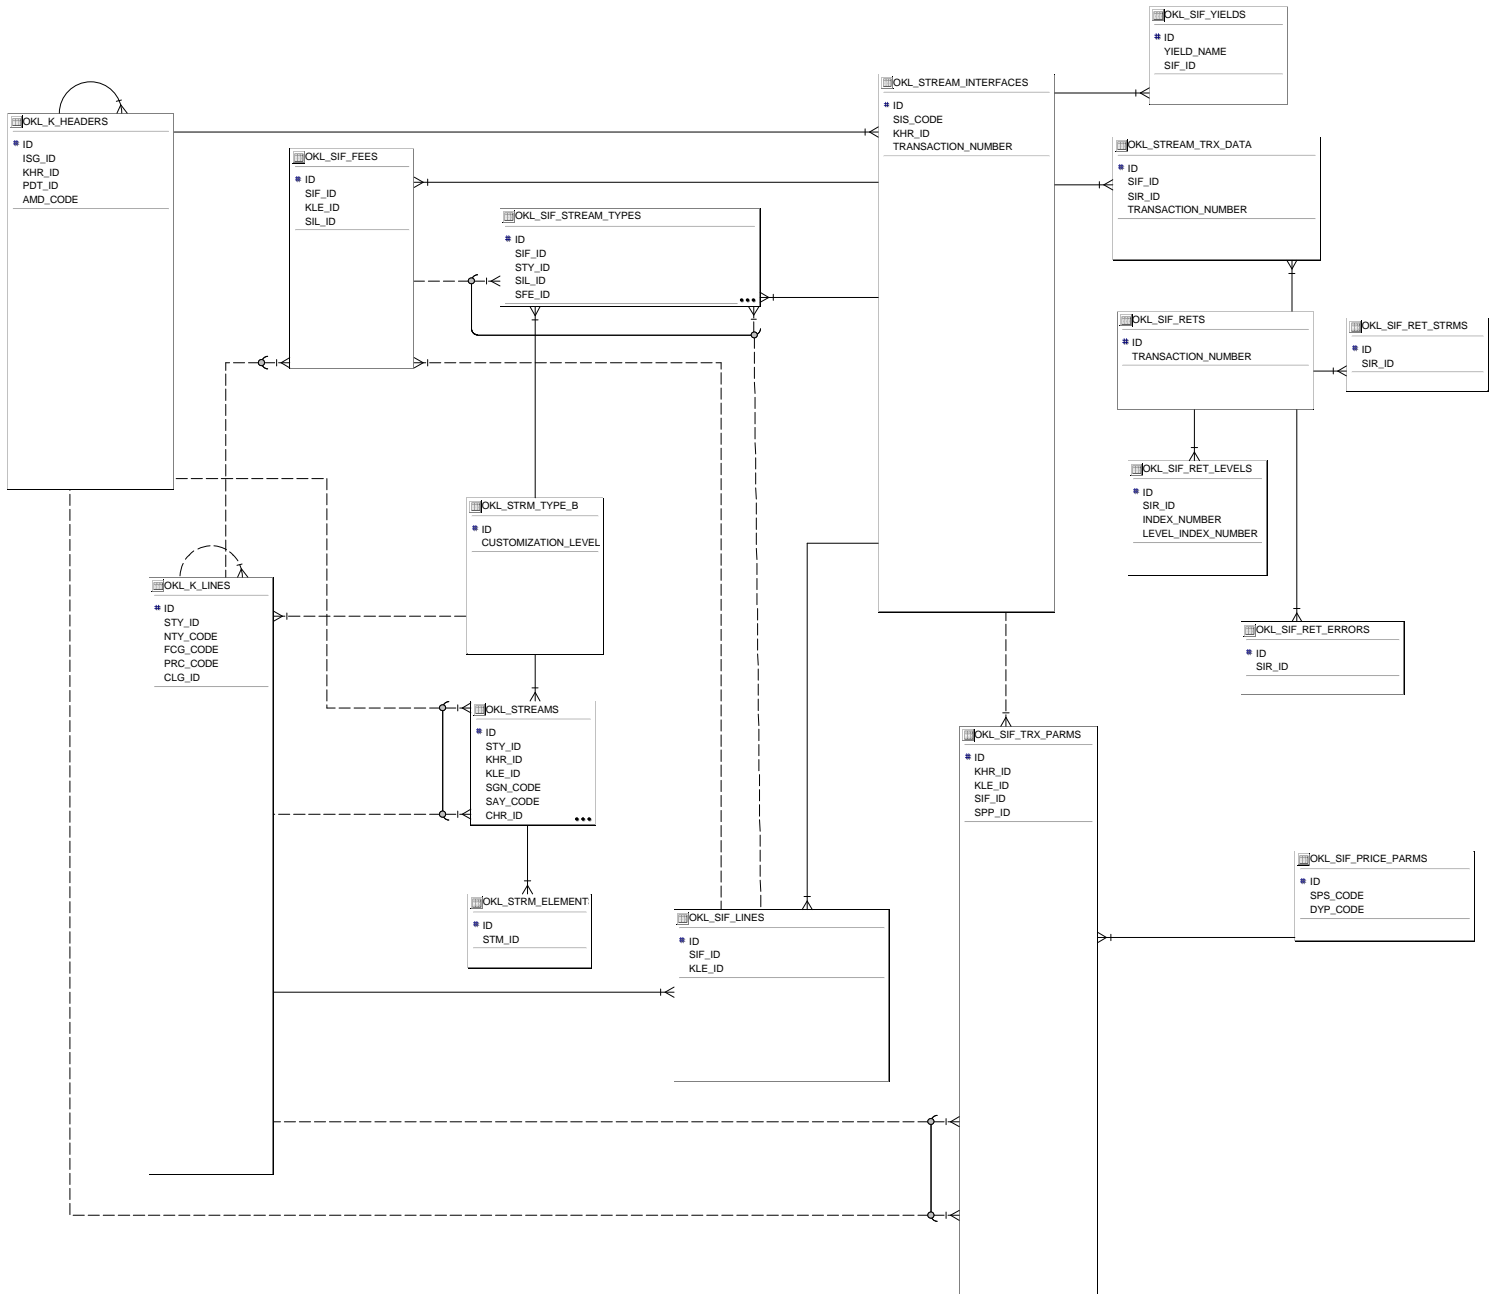 OKL_SIF_YIELDS
# ID
YIELD_NAME
SIF_ID
OKL_STREAM_INTERFACES
# ID
SIS_CODE
KHR_ID
TRANSACTION_NUMBER
OKL_K_HEADERS
# ID
ISG_ID
KHR_ID
PDT_ID
AMD_CODE
OKL_SIF_FEES
# ID
SIF_ID
KLE_ID
SIL_ID
OKL_STREAM_TRX_DATA
# ID
SIF_ID
SIR_ID
TRANSACTION_NUMBER
OKL_SIF_STREAM_TYPES
# ID
SIF_ID
STY_ID
SIL_ID
SFE_ID
...
OKL_SIF_RETS
# ID
TRANSACTION_NUMBER
OKL_SIF_RET_STRMS
# ID
SIR_ID
OKL_SIF_RET_LEVELS
# ID
SIR_ID
INDEX_NUMBER
LEVEL_INDEX_NUMBER
OKL_STRM_TYPE_B
# ID
CUSTOMIZATION_LEVEL
OKL_K_LINES
# ID
STY_ID
NTY_CODE
FCG_CODE
PRC_CODE
CLG_ID
OKL_SIF_RET_ERRORS
# ID
SIR_ID
OKL_STREAMS
# ID
STY_ID
KHR_ID
KLE_ID
SGN_CODE
SAY_CODE
CHR_ID
...
OKL_SIF_TRX_PARMS
# ID
KHR_ID
KLE_ID
SIF_ID
SPP_ID
OKL_SIF_PRICE_PARMS
# ID
SPS_CODE
DYP_CODE
OKL_STRM_ELEMENT
# ID
STM_ID
OKL_SIF_LINES
# ID
SIF_ID
KLE_ID